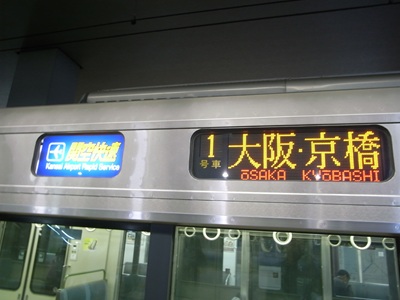 関空快速
Kansai Airport Rapid Service
1
号車
大阪・京橋
ŌSAKA KYŌBASHI